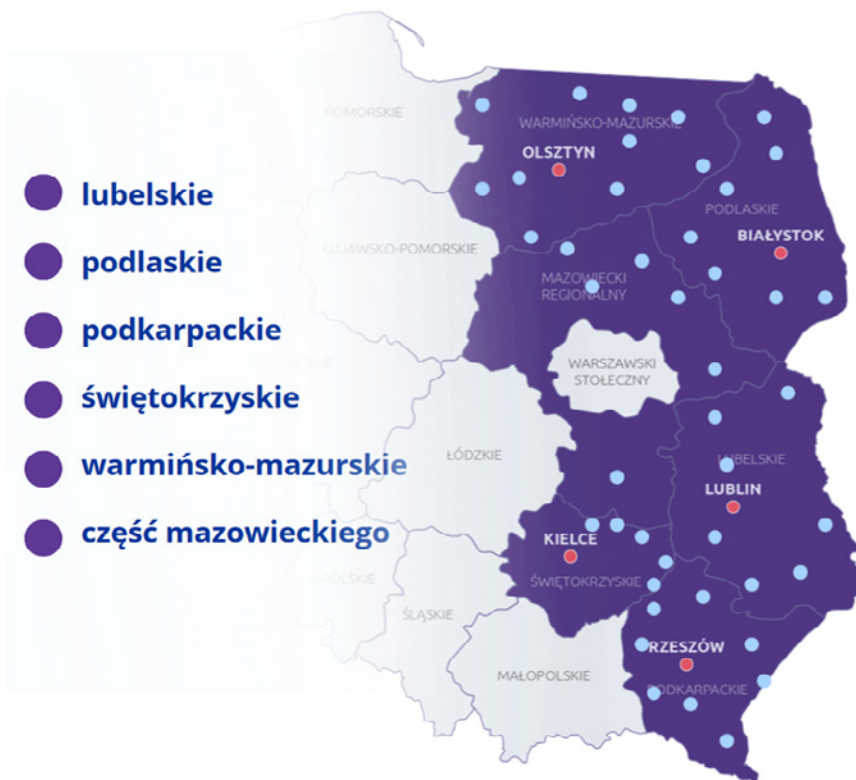 lubelskie
podlaskie
podkarpackie
świętokrzyskie
warmińsko-mazurskie
część mazowieckiego
POMORSKIE
WARMIŃSKO-MAZURSKIE
OLSZTYN
PODLASKIE
BIAŁYSTOK
KUJAWSKO-POMORSKIE
MAZOWIECKI
REGIONALNY
WARSZAWSKI
STOŁECZNY
ŁÓDZKIE
LUBELSKIE
LUBLIN
KIELCE
ŚWIĘTOKRZYSKIE
OPOLSKIE
ŚLĄSKIE
MAŁOPOLSKIE
RZESZÓW
PODKARPACKIE